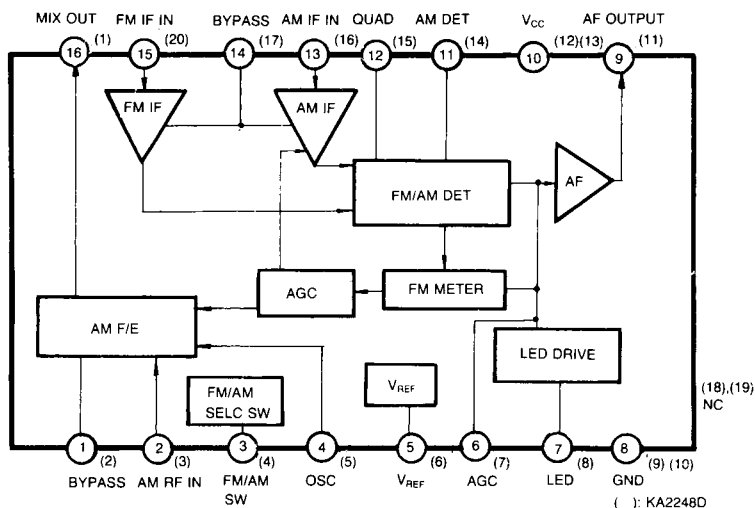 MIX OUT FM IF IN BYPASS AM IF IN QUAD AM DET VCC AF OUTPUT
16 (1) 15 (20) 14 (17) 13 (16) 12 (15) 11 (14) 10 (12)(13) 9 (11)
FM IF
AM IF
FM/AM DET
AF
AGC
FM METER
AM F/E
LED DRIVE
VREF
FM/AM
SELC SW
(18),(19)
NC
1 (2) 2 (3) 3 (4) 4 (5) 5 (6) 6 (7) 7 (8) 8 (9) (10)
BYPASS AM RF IN FM/AM
SW OSC VREF AGC LED GND
( ): KA2248D